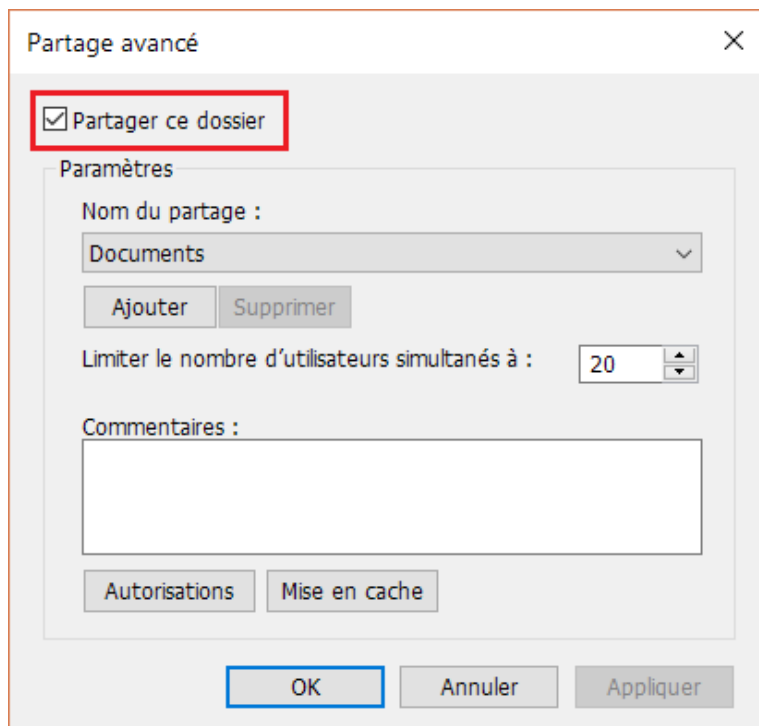 Partage avancé
Partager ce dossier
Paramètres
Nom du partage :
Documents
Ajouter Supprimer
Limiter le nombre d’utilisateurs simultanés à : 20
Commentaires :
Autorisations Mise en cache
OK Annuler Appliquer